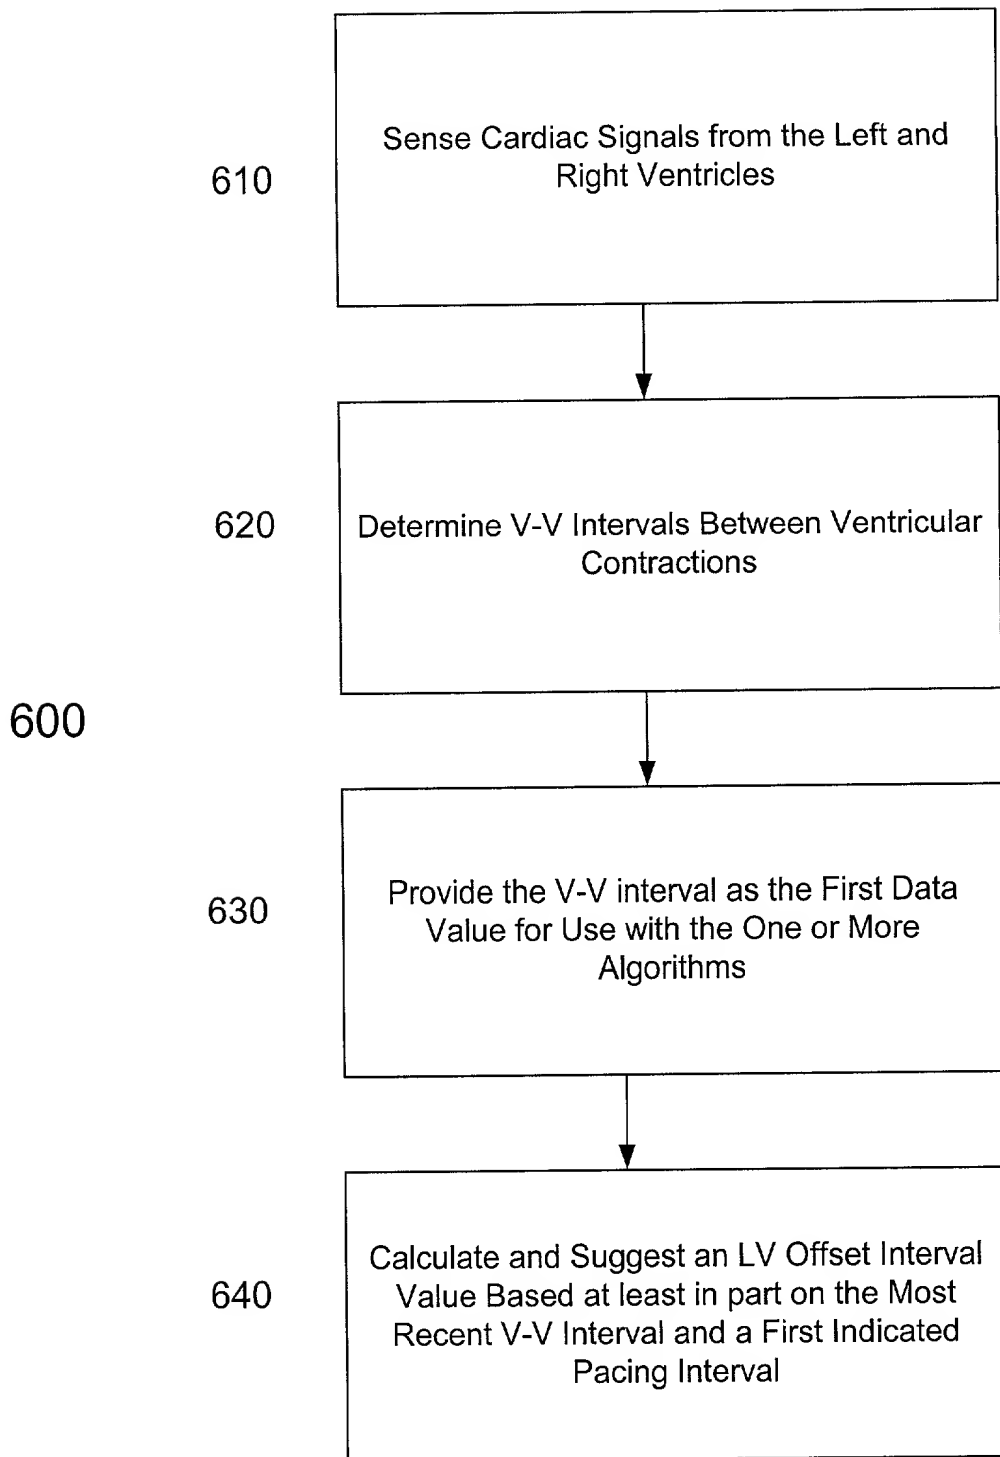 610
Sense Cardiac Signals from the Left and
Right Ventricles
620
Determine V-V Intervals Between Ventricular
Contractions
600
630
Provide the V-V interval as the First Data
Value for Use with the One or More
Algorithms
640
Calculate and Suggest an LV Offset Interval
Value Based at least in part on the Most
Recent V-V Interval and a First Indicated
Pacing Interval